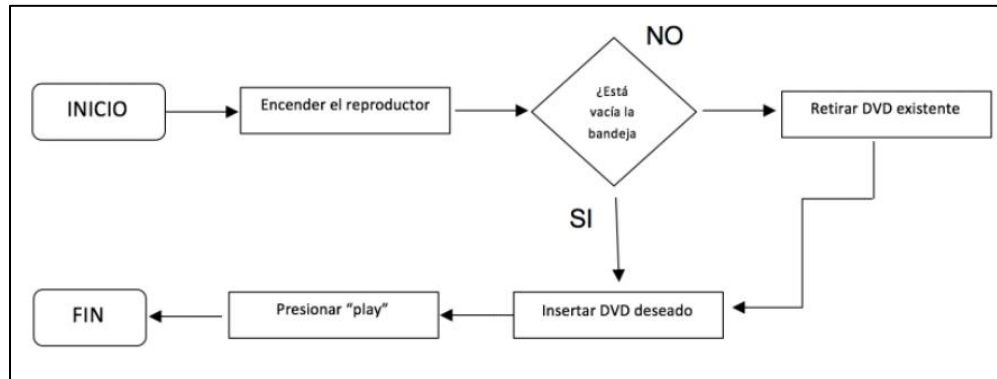 NO
INICIO
Encender el reproductor
¿Está
vacía la
bandeja
Retirar DVD existente
SI
FIN
Presionar “play”
Insertar DVD deseado